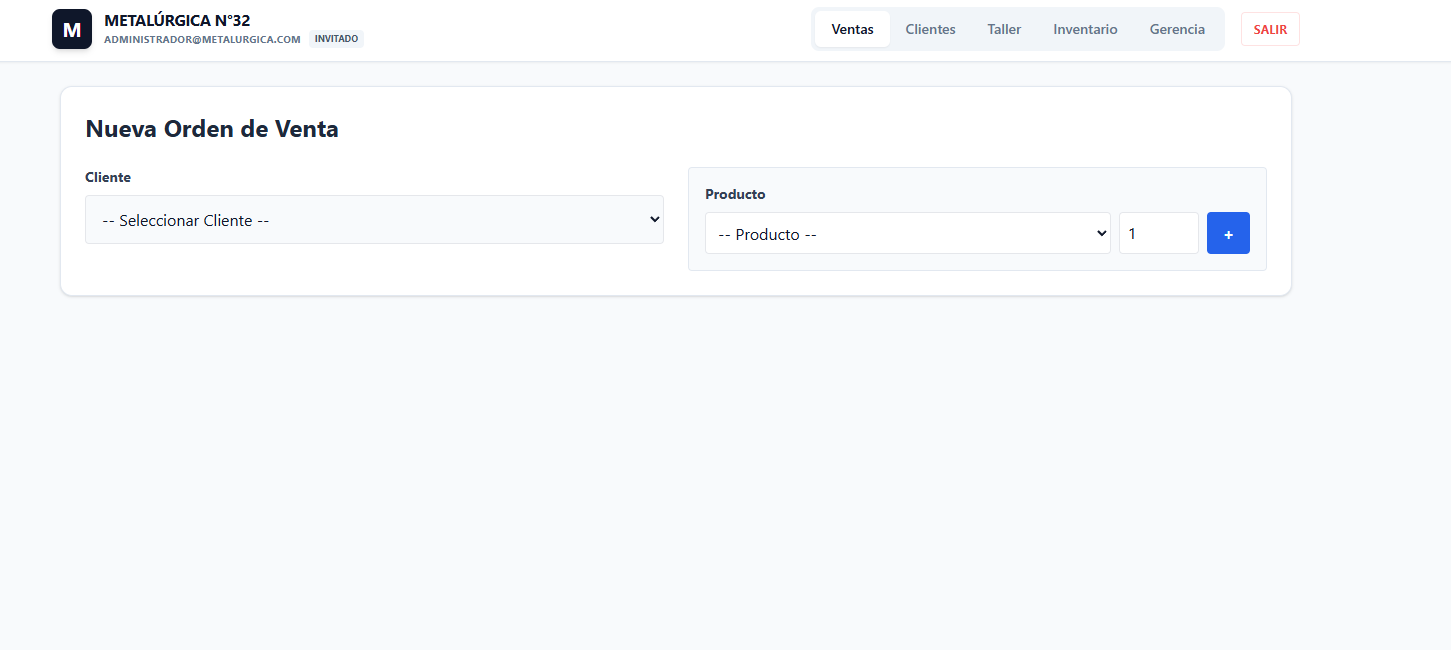 M
METALÚRGICA N°32
ADMINISTRADOR@METALURGICA.COM INVITADO
Ventas Clientes Taller Inventario Gerencia SALIR
Nueva Orden de Venta
Cliente
-- Seleccionar Cliente --
Producto
-- Producto -- 1 +